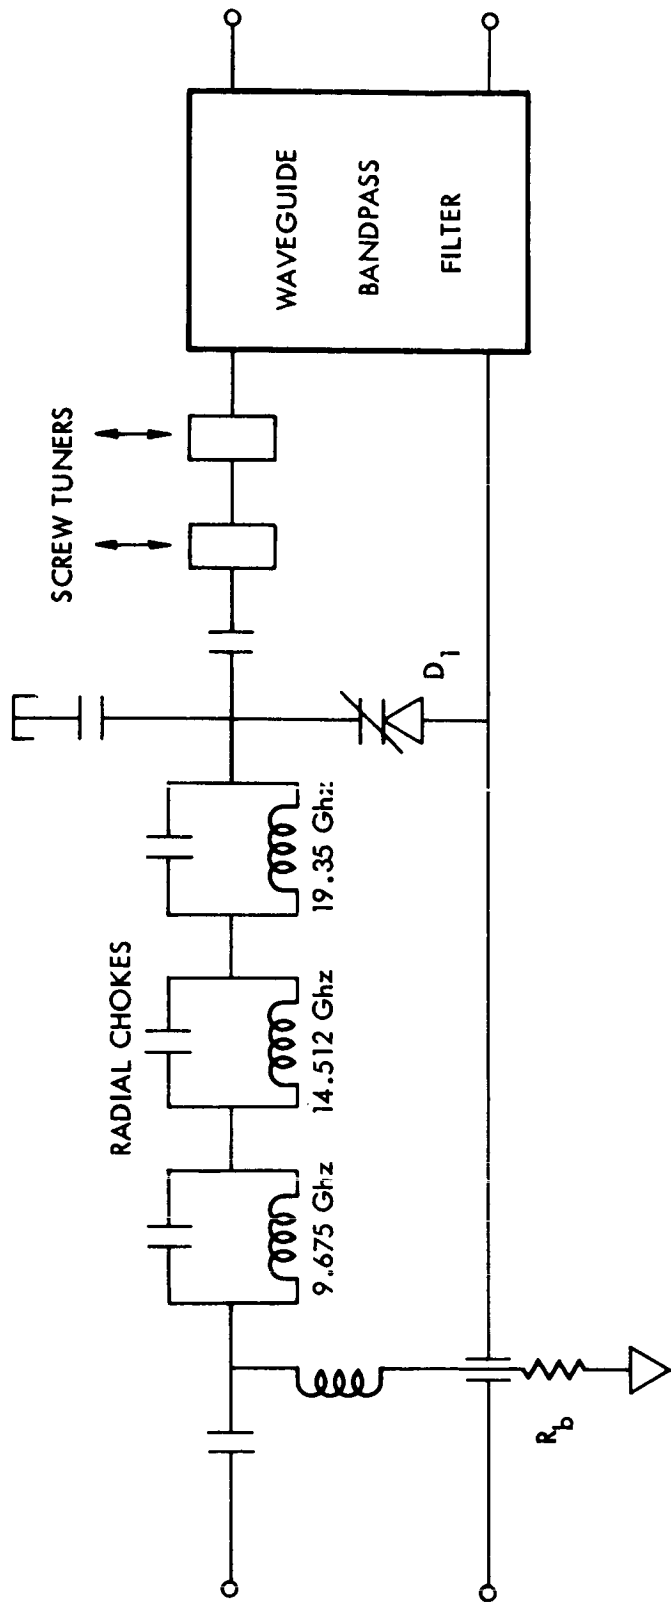 SCREW TUNERS
RADIAL CHOKES
WAVEGUIDE
BANDPASS
FILTER
9.675 Ghz
14.512 Ghz
19.35 Ghz
D1
Rb